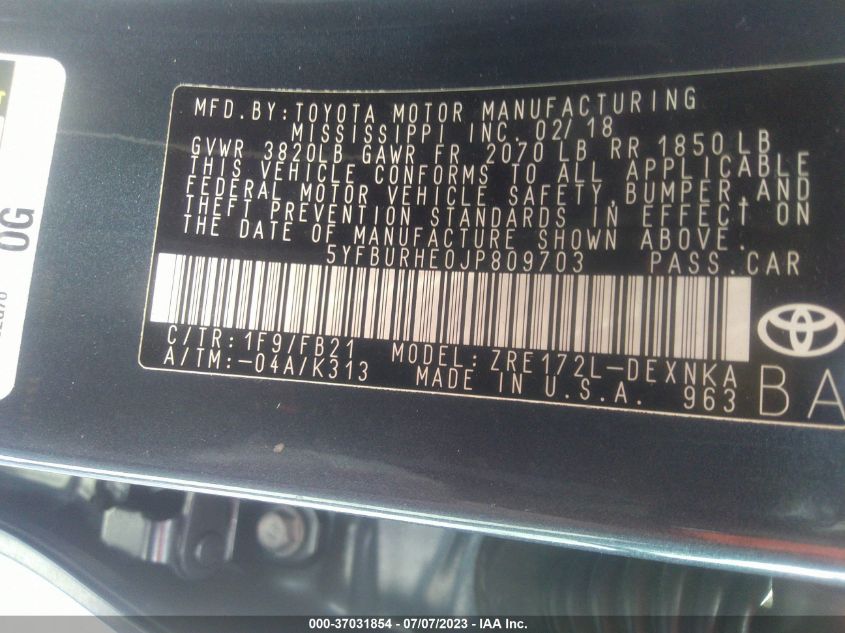 MFD.BY:TOYOTA MOTOR MANUFACTURING
MISSISSIPPI INC. 02/18
GVWR 3820LB GAWR FR 2070 LB RR 1850 LB
THIS VEHICLE CONFORMS TO ALL APPLICABLE
FEDERAL MOTOR VEHICLE SAFETY,BUMPER,AND
THEFT PREVENTION STANDARDS IN EFFECT ON
THE DATE OF MANUFACTURE SHOWN ABOVE.
5YFBURHE0JP809703 PASS.CAR
C/TR:1F9/FB21 MODEL:ZRE172L-DEXNKA
A/TM:-04A/K313 MADE IN U.S.A. 963
BA
OG
000-37031854 / 07/07/2023 - IAA Inc.